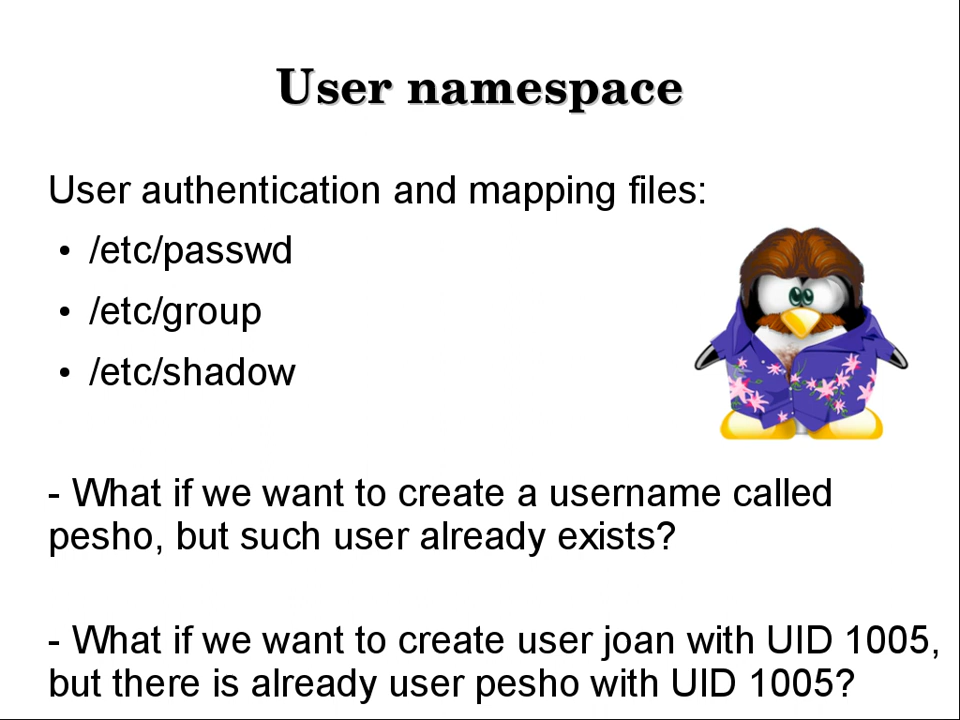 User namespace
User authentication and mapping files:
• /etc/passwd
• /etc/group
• /etc/shadow
- What if we want to create a username called
pesho, but such user already exists?
- What if we want to create user joan with UID 1005,
but there is already user pesho with UID 1005?